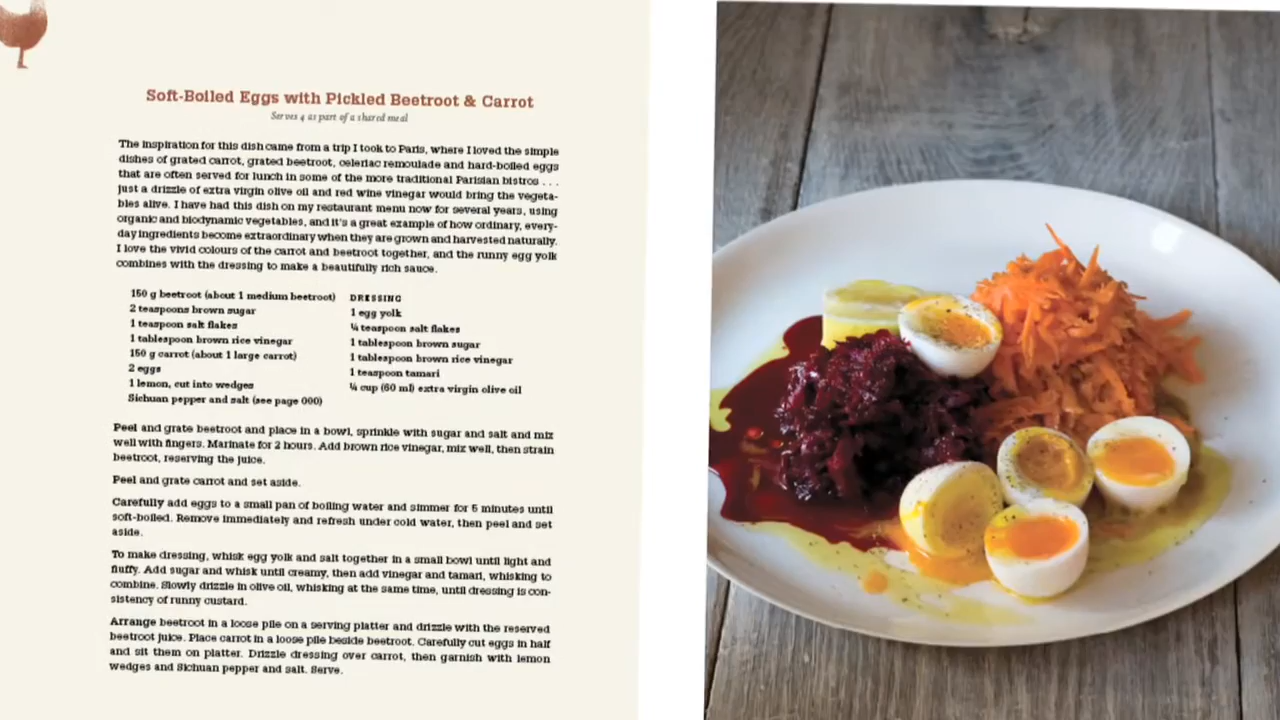 Soft-Boiled Eggs with Pickled Beetroot & Carrot
Serves 4 as part of a shared meal
The inspiration for this dish came from a trip I took to Paris, where I loved the simple
dishes of grated carrot, grated beetroot, celeriac remoulade and hard-boiled eggs
that are often served for lunch in some of the more traditional Parisian bistros . . .
just a drizzle of extra virgin olive oil and red wine vinegar would bring the vegeta-
bles alive. I have had this dish on my restaurant menu now for several years, using
organic and biodynamic vegetables, and it's a great example of how ordinary, every-
day ingredients become extraordinary when they are grown and harvested naturally.
I love the vivid colours of the carrot and beetroot together, and the runny egg yolk
combines with the dressing to make a beautifully rich sauce.
150 g beetroot (about 1 medium beetroot)
2 teaspoons brown sugar
1 teaspoon salt flakes
1 tablespoon brown rice vinegar
150 g carrot (about 1 large carrot)
2 eggs
1 lemon, cut into wedges
Sichuan pepper and salt (see page 000)
DRESSING
1 egg yolk
¼ teaspoon salt flakes
1 tablespoon brown sugar
1 tablespoon brown rice vinegar
1 teaspoon tamari
¼ cup (60 ml) extra virgin olive oil
Peel and grate beetroot and place in a bowl, sprinkle with sugar and salt and mix
well with fingers. Marinate for 2 hours. Add brown rice vinegar, mix well, then strain
beetroot, reserving the juice.
Peel and grate carrot and set aside.
Carefully add eggs to a small pan of boiling water and simmer for 5 minutes until
soft-boiled. Remove immediately and refresh under cold water, then peel and set
aside.
To make dressing, whisk egg yolk and salt together in a small bowl until light and
fluffy. Add sugar and whisk until creamy, then add vinegar and tamari, whisking to
combine. Slowly drizzle in olive oil, whisking at the same time, until dressing is con-
sistency of runny custard.
Arrange beetroot in a loose pile on a serving platter and drizzle with the reserved
beetroot juice. Place carrot in a loose pile beside beetroot. Carefully cut eggs in half
and sit them on platter. Drizzle dressing over carrot, then garnish with lemon
wedges and Sichuan pepper and salt. Serve.